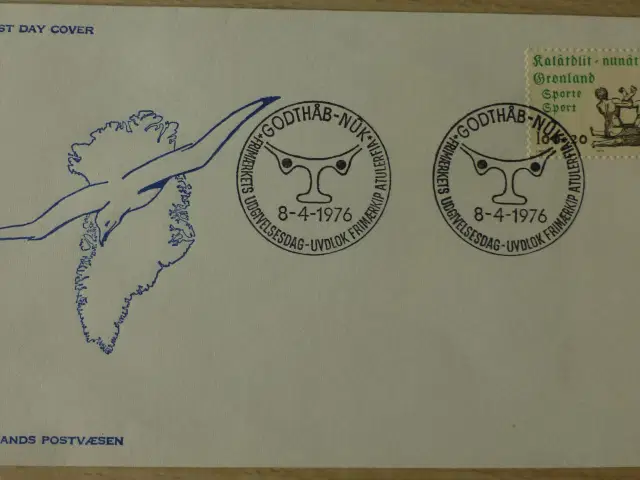 ST DAY COVER
Kalâtdlit-nunât
Grønland
Sporte
Sport
GODTHÅB-NÛK
FRIMÆRKETS UDGIVELSESDAG-UVDLOK FRIMÆRKIP ATULERFIA
8-4-1976
GODTHÅB-NÛK
FRIMÆRKETS UDGIVELSESDAG-UVDLOK FRIMÆRKIP ATULERFIA
8-4-1976
ANDS POSTVÆSEN